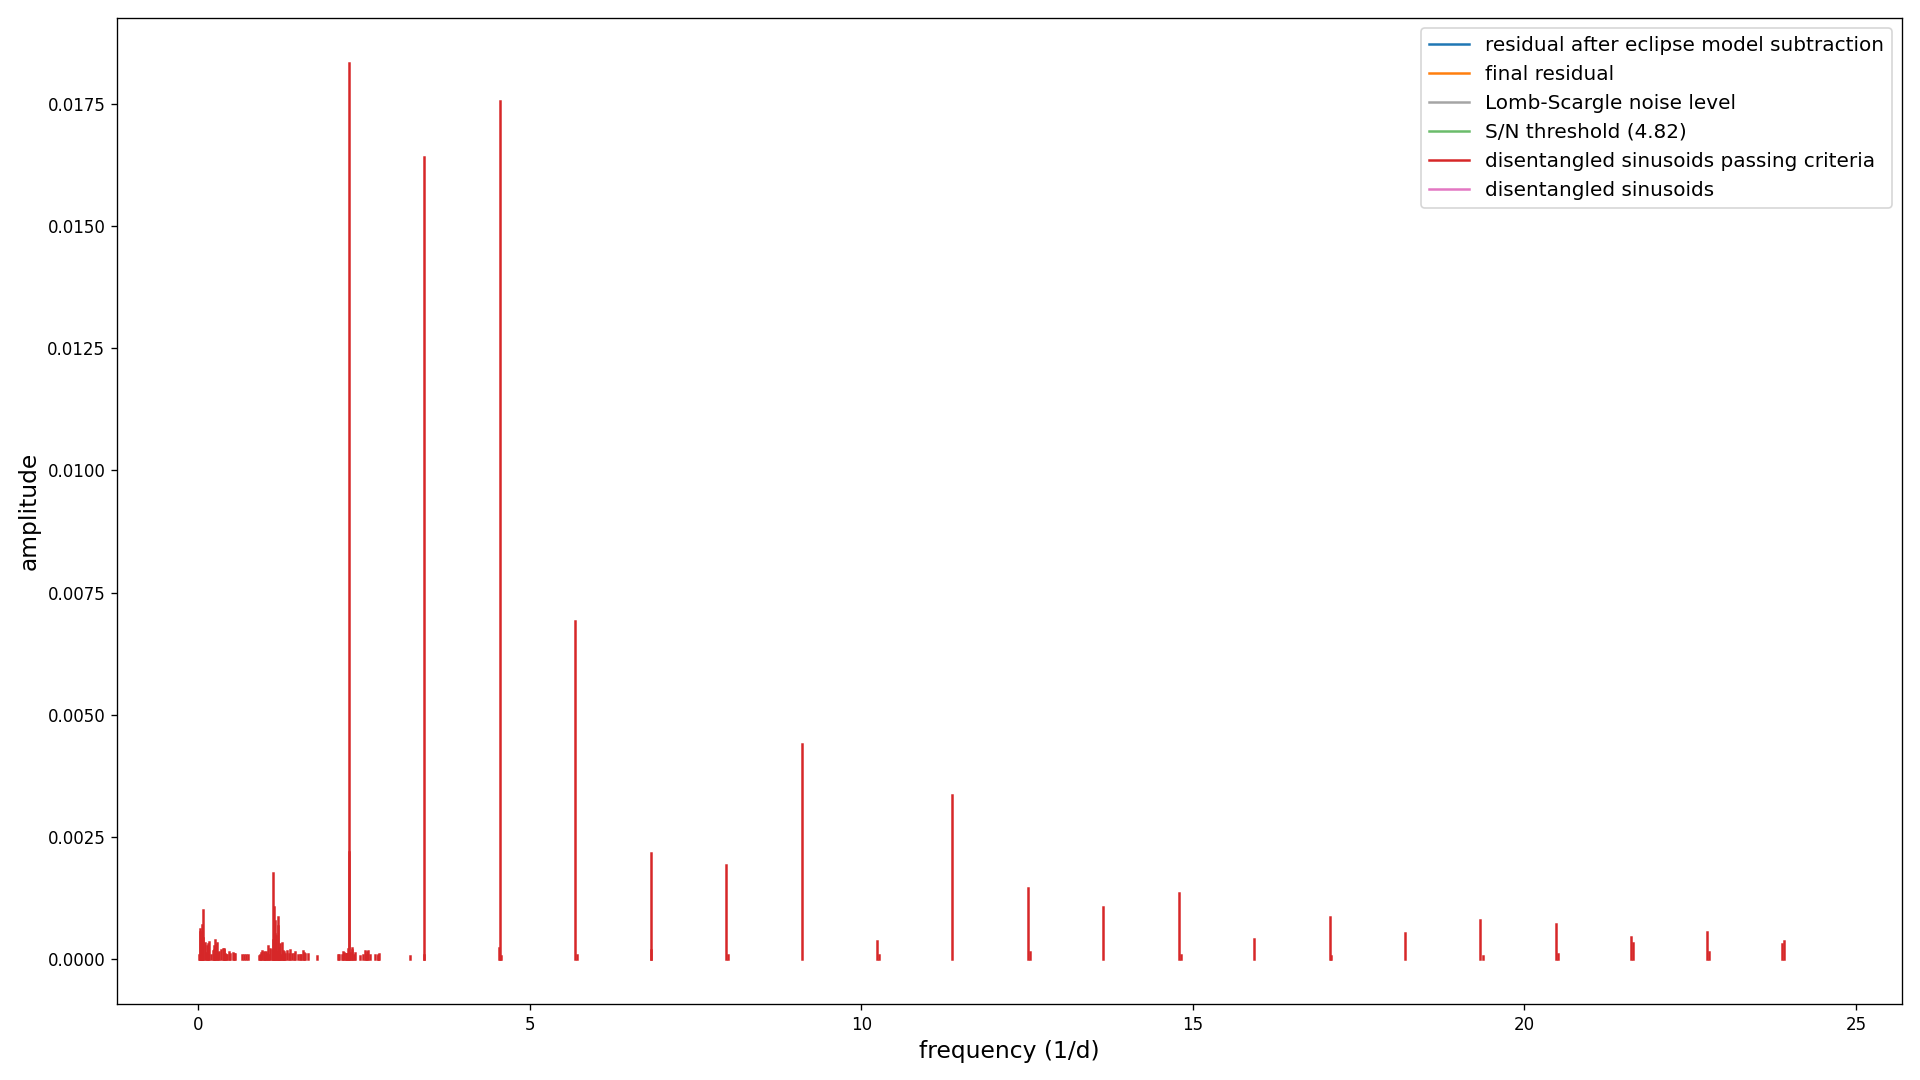 residual after eclipse model subtraction
final residual
Lomb-Scargle noise level
S/N threshold (4.82)
disentangled sinusoids passing criteria
disentangled sinusoids
amplitude
0.0175
0.0150
0.0125
0.0100
0.0075
0.0050
0.0025
0.0000
0 5 10 15 20 25
frequency (1/d)